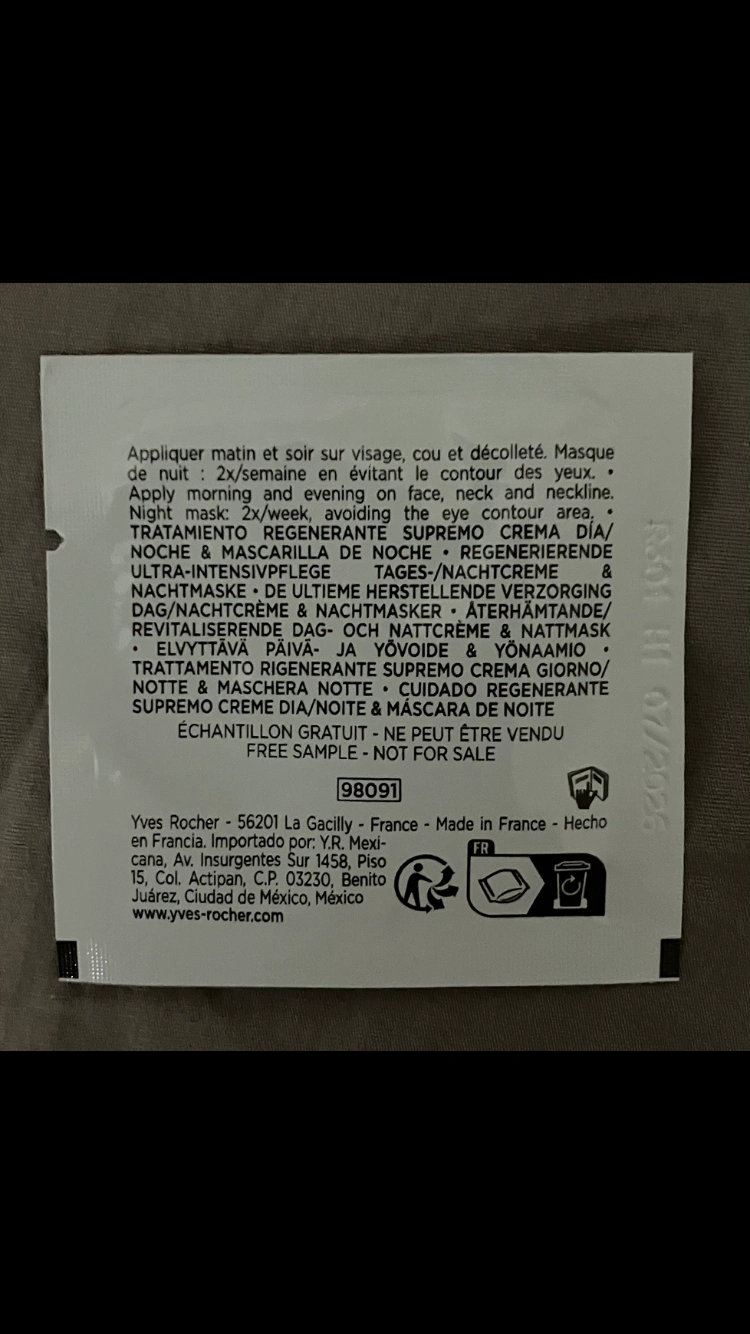 Appliquer matin et soir sur visage, cou et décolleté. Masque
de nuit : 2x/semaine en évitant le contour des yeux. •
Apply morning and evening on face, neck and neckline.
Night mask: 2x/week, avoiding the eye contour area. •
TRATAMIENTO REGENERANTE SUPREMO CREMA DÍA/
NOCHE & MASCARILLA DE NOCHE • REGENERIERENDE
ULTRA-INTENSIVPFLEGE TAGES-/NACHTCREME &
NACHTMASKE • DE ULTIEME HERSTELLENDE VERZORGING
DAG/NACHTCRÈME & NACHTMASKER • ÅTERHÄMTANDE/
REVITALISERENDE DAG- OCH NATTCRÈME & NATTMASK
• ELVYTTÄVÄ PÄIVÄ- JA YÖVOIDE & YÖNAAMIO •
TRATTAMENTO RIGENERANTE SUPREMO CREMA GIORNO/
NOTTE & MASCHERA NOTTE • CUIDADO REGENERANTE
SUPREMO CREME DIA/NOITE & MÁSCARA DE NOITE
ÉCHANTILLON GRATUIT - NE PEUT ÊTRE VENDU
FREE SAMPLE - NOT FOR SALE
98091
Yves Rocher - 56201 La Gacilly - France - Made in France - Hecho
en Francia. Importado por: Y.R. Mexi-
cana, Av. Insurgentes Sur 1458, Piso
15, Col. Actipan, C.P. 03230, Benito
Juárez, Ciudad de México, México
www.yves-rocher.com
FR